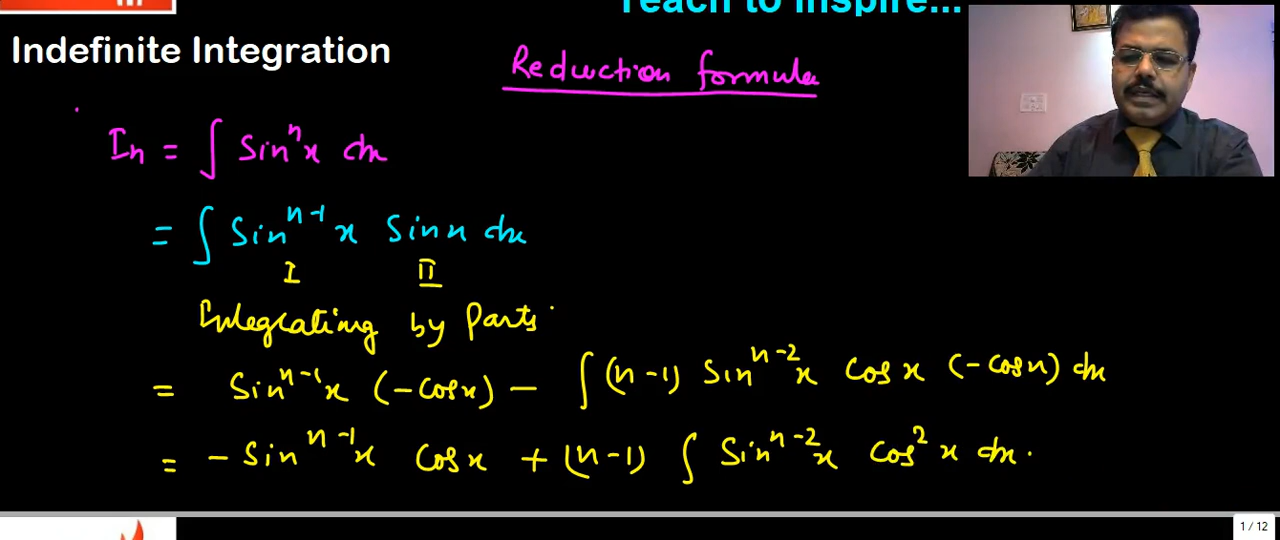 Teach to Inspire...
Indefinite Integration
Reduction formula
Iₙ = ∫ Sinⁿx dx
= ∫ Sinⁿ⁻¹x Sinx dx
I II
Integrating by Parts
= Sinⁿ⁻¹x (-cosx) - ∫ (n-1) Sinⁿ⁻²x cosx (-cosx) dx
= - Sinⁿ⁻¹x cosx + (n-1) ∫ Sinⁿ⁻²x cos²x dx.
1 / 12